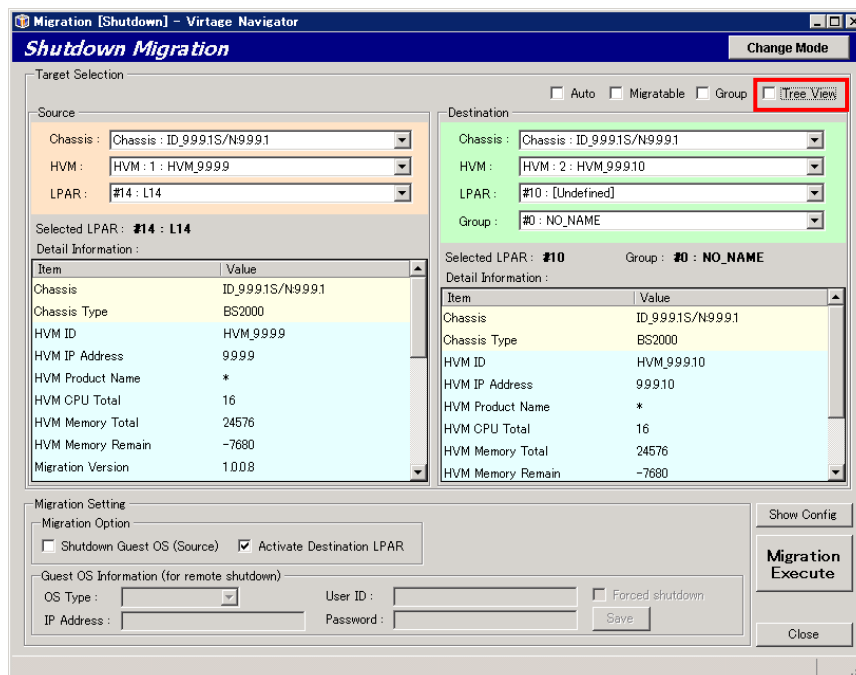 Migration [Shutdown] - Virtage Navigator
Shutdown Migration
Change Mode
Target Selection
Auto Migratable Group Tree View
Source
Chassis : Chassis : ID_9.9.9.1S/N:9.9.9.1
HVM : HVM : 1 : HVM_9.9.9.9
LPAR : #14 : L14
Selected LPAR : #14 : L14
Detail Information :
Item Value
Chassis ID_9.9.9.1S/N:9.9.9.1
Chassis Type BS2000
HVM ID HVM_9.9.9.9
HVM IP Address 9.9.9.9
HVM Product Name *
HVM CPU Total 16
HVM Memory Total 24576
HVM Memory Remain -7680
Migration Version 1.0.0.8
Destination
Chassis : Chassis : ID_9.9.9.1S/N:9.9.9.1
HVM : HVM : 2 : HVM_9.9.9.10
LPAR : #10 : [Undefined]
Group : #0 : NO_NAME
Selected LPAR : #10 Group : #0 : NO_NAME
Detail Information :
Item Value
Chassis ID_9.9.9.1S/N:9.9.9.1
Chassis Type BS2000
HVM ID HVM_9.9.9.10
HVM IP Address 9.9.9.10
HVM Product Name *
HVM CPU Total 16
HVM Memory Total 24576
HVM Memory Remain -7680
Migration Setting
Migration Option
Shutdown Guest OS (Source) Activate Destination LPAR
Guest OS Information (for remote shutdown)
OS Type : User ID : Forced shutdown
IP Address : Password : Save
Show Config
Migration
Execute
Close